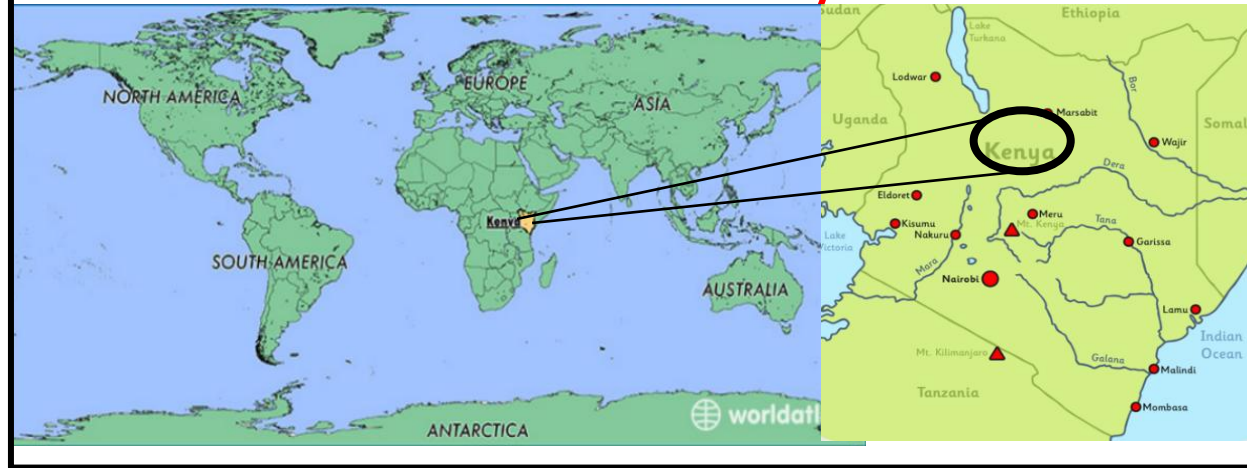 NORTH AMERICA
EUROPE
ASIA
Kenya
SOUTH AMERICA
AUSTRALIA
ANTARCTICA
worldatl
Sudan
Ethiopia
Lake
Turkana
Lodwar
Bor
Marsabit
Uganda
Somal
Wajir
Kenya
Dera
Eldoret
Meru
Tana
Kisumu
Mt. Kenya
Lake
Victoria
Nakuru
Garissa
Mara
Nairobi
Lamu
Indian
Ocean
Mt. Kilimanjaro
Galana
Malindi
Tanzania
Mombasa